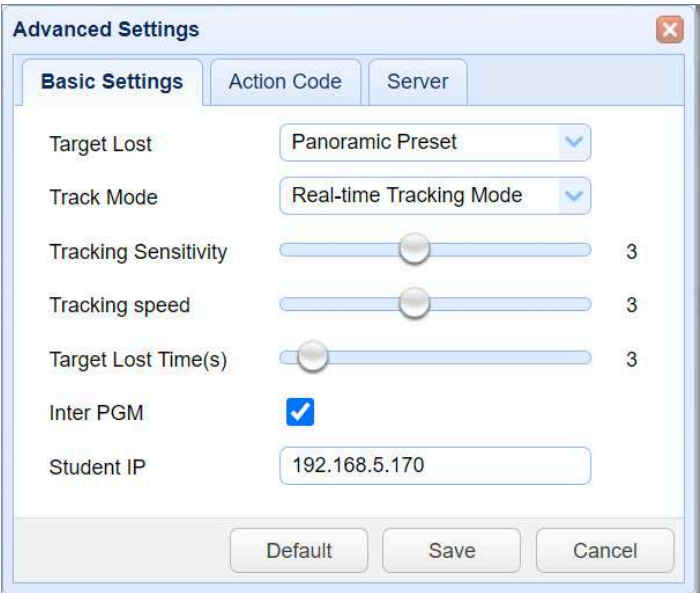 Advanced Settings
Basic Settings Action Code Server
Target Lost Panoramic Preset
Track Mode Real-time Tracking Mode
Tracking Sensitivity 3
Tracking speed 3
Target Lost Time(s) 3
Inter PGM
Student IP 192.168.5.170
Default Save Cancel